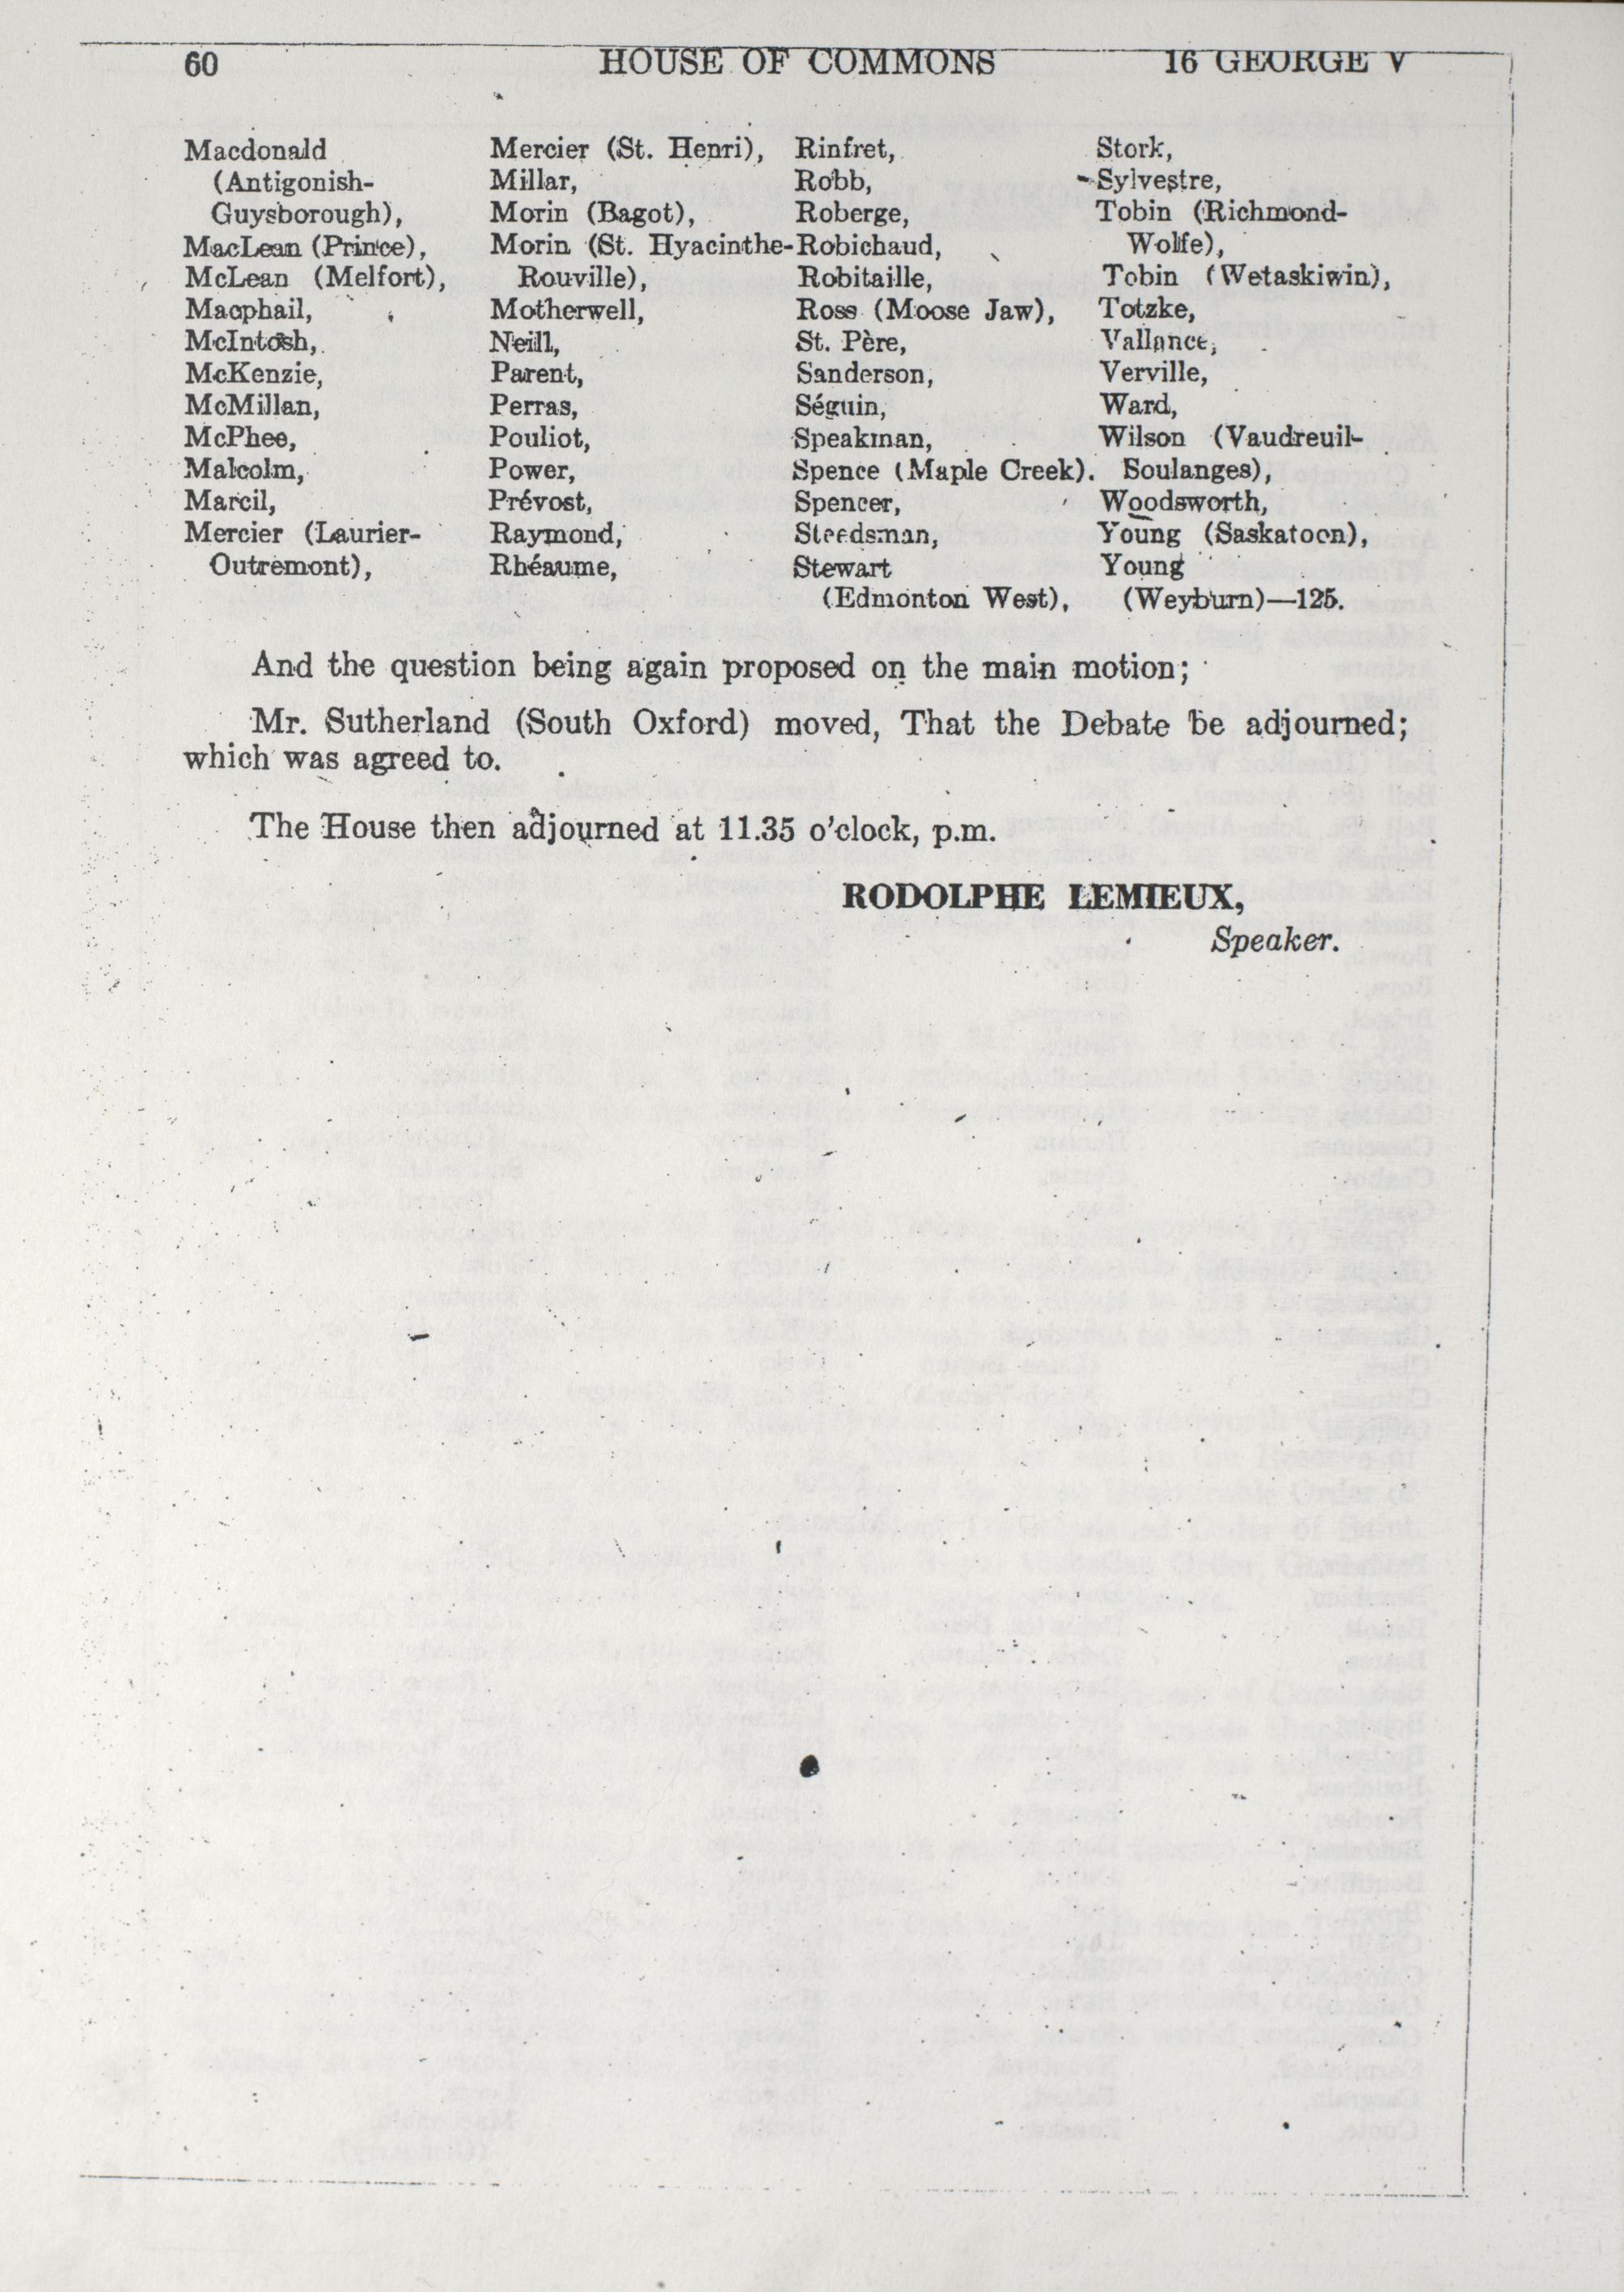 60 HOUSE OF COMMONS 16 GEORGE V
Macdonald
(Antigonish-
Guysborough),
MacLean (Prince),
McLean (Melfort),
Macphail,
McIntosh,
McKenzie,
McMillan,
McPhee,
Malcolm,
Marcil,
Mercier (Laurier-
Outremont),
Mercier (St. Henri),
Millar,
Morin (Bagot),
Morin (St. Hyacinthe-
Rouville),
Motherwell,
Neill,
Parent,
Perras,
Pouliot,
Power,
Prévost,
Raymond,
Rhéaume,
Rinfret,
Robb,
Roberge,
Robichaud,
Robitaille,
Ross (Moose Jaw),
St. Père,
Sanderson,
Séguin,
Speakman,
Spence (Maple Creek).
Spencer,
Steedsman,
Stewart
(Edmonton West),
Stork,
Sylvestre,
Tobin (Richmond-
Wolfe),
Tobin (Wetaskiwin),
Totzke,
Vallance,
Verville,
Ward,
Wilson (Vaudreuil-
Soulanges),
Woodsworth,
Young (Saskatoon),
Young
(Weyburn)—125.
And the question being again proposed on the main motion;
Mr. Sutherland (South Oxford) moved, That the Debate be adjourned;
which was agreed to.
The House then adjourned at 11.35 o'clock, p.m.
RODOLPHE LEMIEUX,
Speaker.